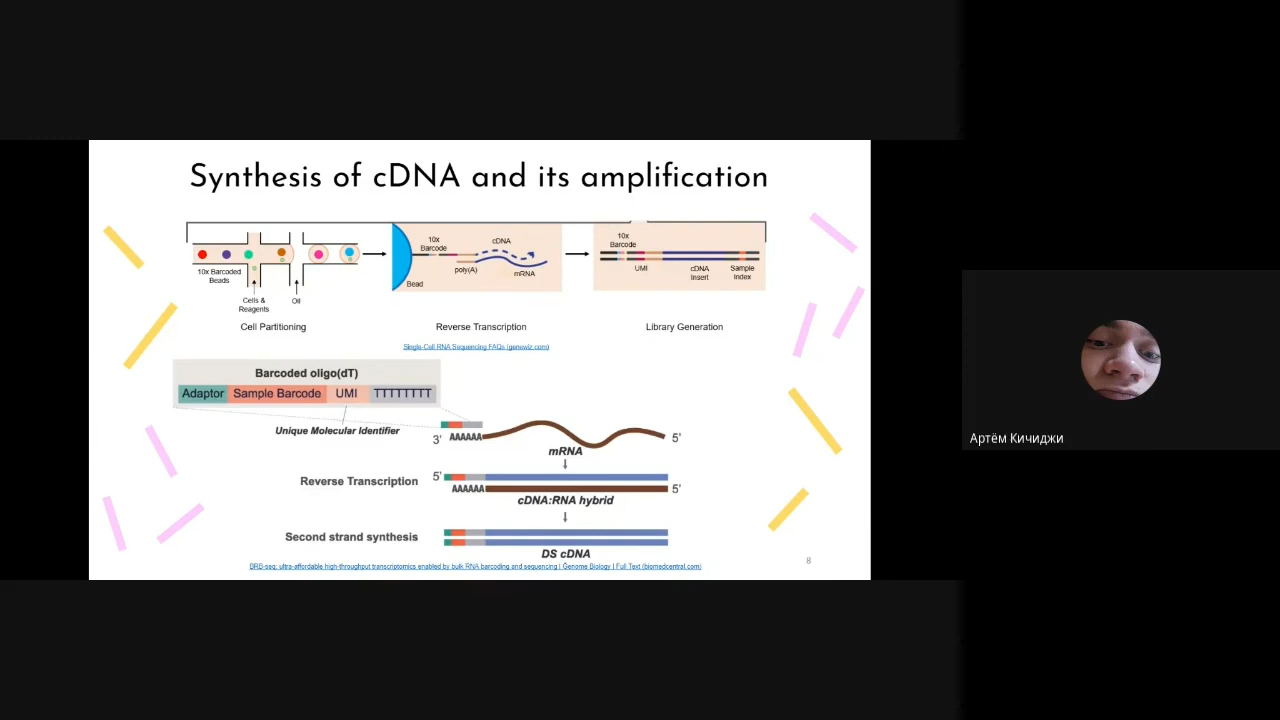 Synthesis of cDNA and its amplification
10x Barcoded
Beads
Cells &
Reagents
Oil
Cell Partitioning
10x
Barcode
cDNA
poly(A)
mRNA
Bead
Reverse Transcription
10x
Barcode
UMI
cDNA
Insert
Sample
Index
Library Generation
Single-Cell RNA Sequencing FAQs (genewiz.com)
Barcoded oligo(dT)
Adaptor Sample Barcode UMI TTTTTTTT
Unique Molecular Identifier
3' AAAAAA 5'
mRNA
Reverse Transcription
5'
AAAAAA 5'
cDNA:RNA hybrid
Second strand synthesis
DS cDNA
BRB-seq: ultra-affordable high-throughput transcriptomics enabled by bulk RNA barcoding and sequencing | Genome Biology | Full Text (biomedcentral.com)
8
Артём Кичиджи